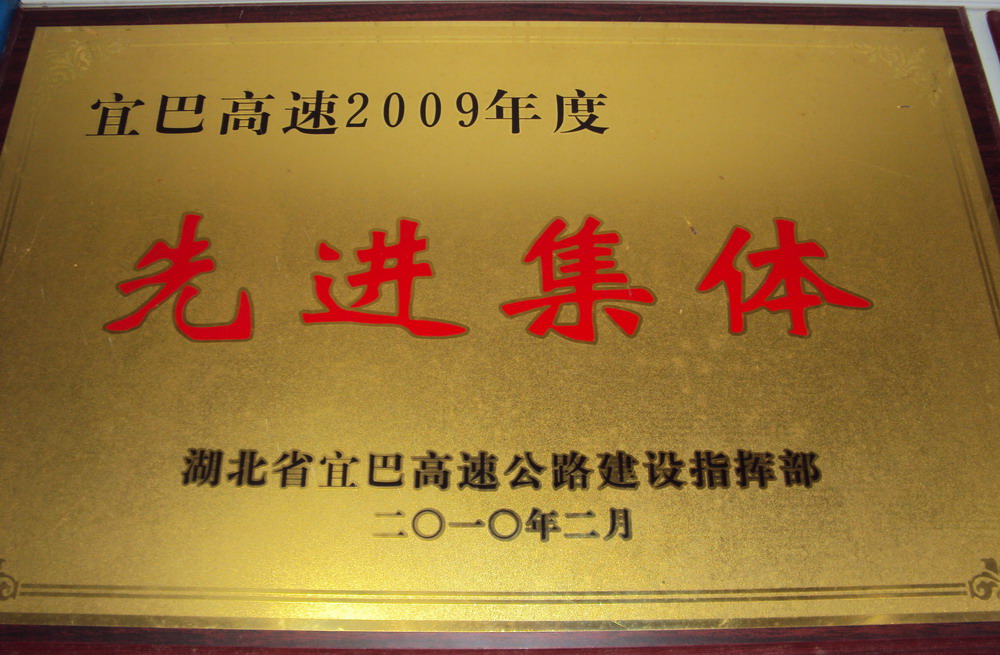 宜巴高速2009年度
先进集体
湖北省宜巴高速公路建设指挥部
二〇一〇年二月